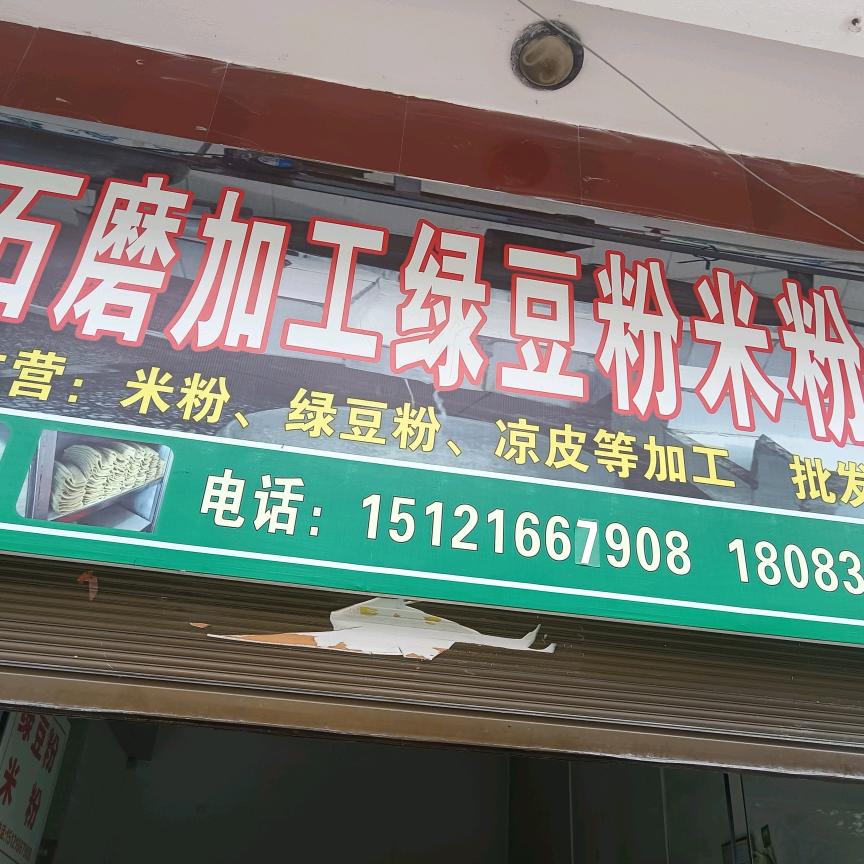 石磨加工绿豆粉米粉
营：米粉、绿豆粉、凉皮等加工 批发
电话：15121667908 18083
绿豆粉
米粉